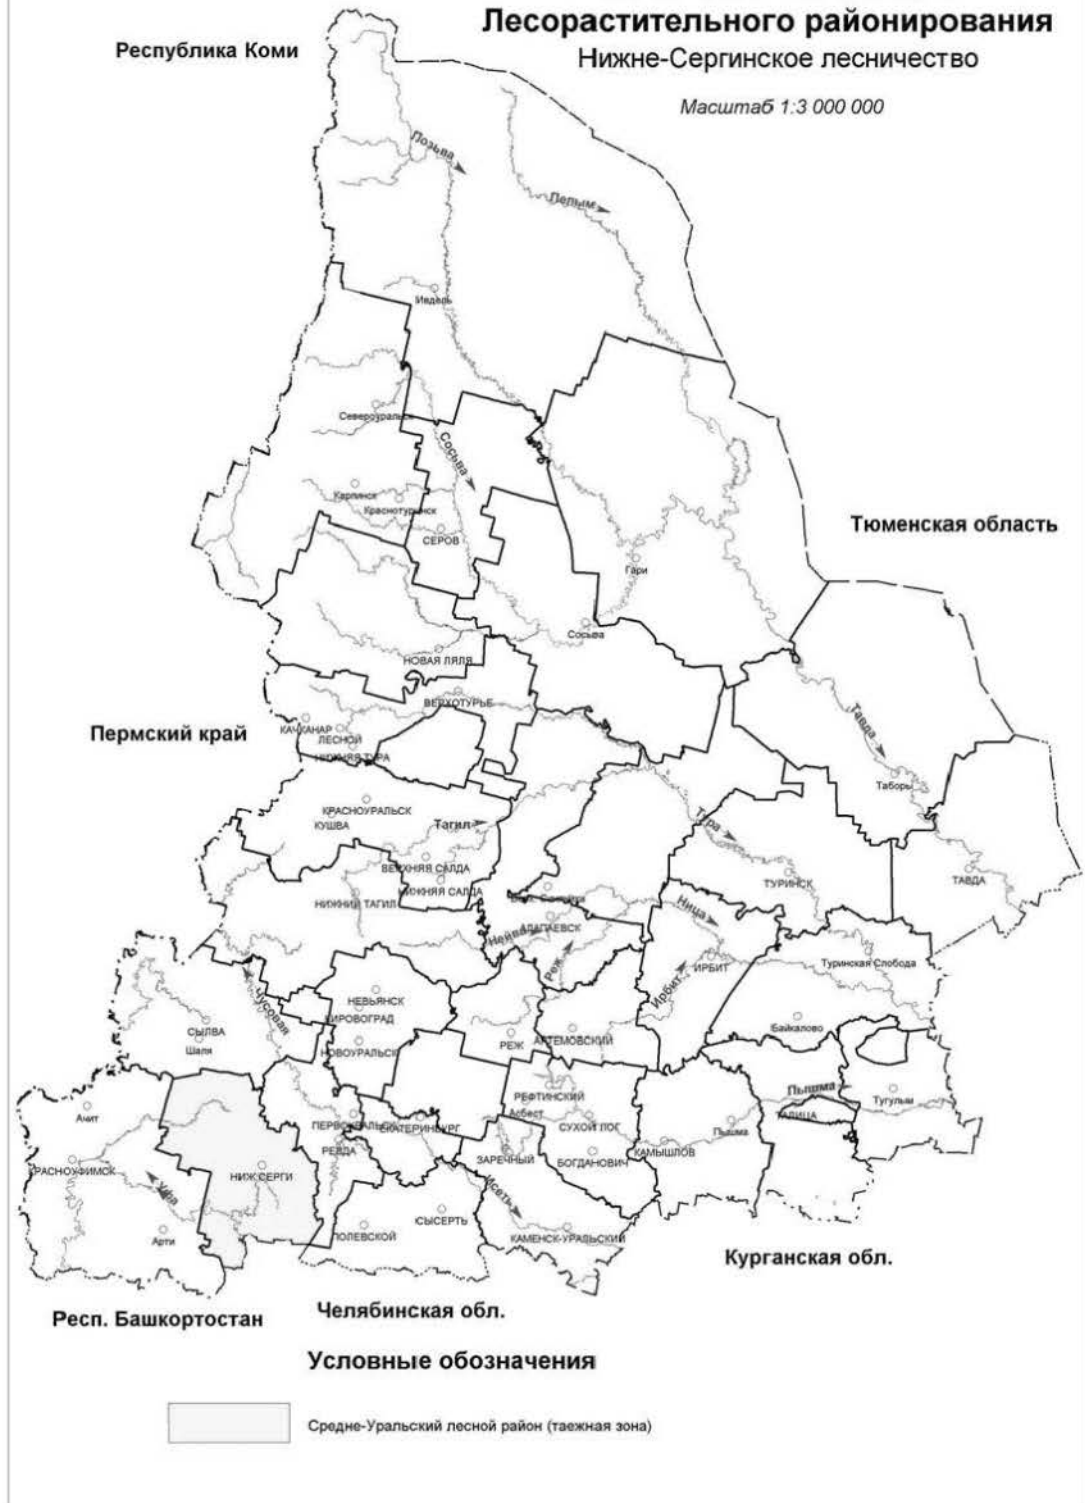 Лесорастительного районирования
Нижне-Сергинское лесничество
Масштаб 1:3 000 000
Республика Коми
Лозьва
Пелым
Ивдель
Североуральск
Сосьва
Карпинск
Краснотурьинск
СЕРОВ
Тюменская область
Гари
Сосьва
НОВАЯ ЛЯЛЯ
ВЕРХОТУРЬЕ
Пермский край
КАЧКАНАР
ЛЕСНОЙ
НИЖНЯЯ ТУРА
Тавда
Таборы
КРАСНОУРАЛЬСК
КУШВА
Тагил
Тура
ВЕРХНЯЯ САЛДА
НИЖНЯЯ САЛДА
ТУРИНСК
ТАВДА
НИЖНИЙ ТАГИЛ
Ница
Нейва
АЛАПАЕВСК
Реж
ИРБИТ
Ирбит
Туринская Слобода
Чусовая
НЕВЬЯНСК
КИРОВОГРАД
СЫЛВА
Шаля
НОВОУРАЛЬСК
РЕЖ
АРТЕМОВСКИЙ
Байкалово
Пышма
Тугулым
Ачит
РЕФТИНСКИЙ
Асбест
ТАЛИЦА
ПЕРВОУРАЛЬСК
ЕКАТЕРИНБУРГ
СУХОЙ ЛОГ
Пышма
РЕВДА
ЗАРЕЧНЫЙ
БОГДАНОВИЧ
КАМЫШЛОВ
КРАСНОУФИМСК
НИЖ.СЕРГИ
Уфа
Исеть
Арти
ПОЛЕВСКОЙ
СЫСЕРТЬ
КАМЕНСК-УРАЛЬСКИЙ
Курганская обл.
Респ. Башкортостан
Челябинская обл.
Условные обозначения
Средне-Уральский лесной район (таежная зона)